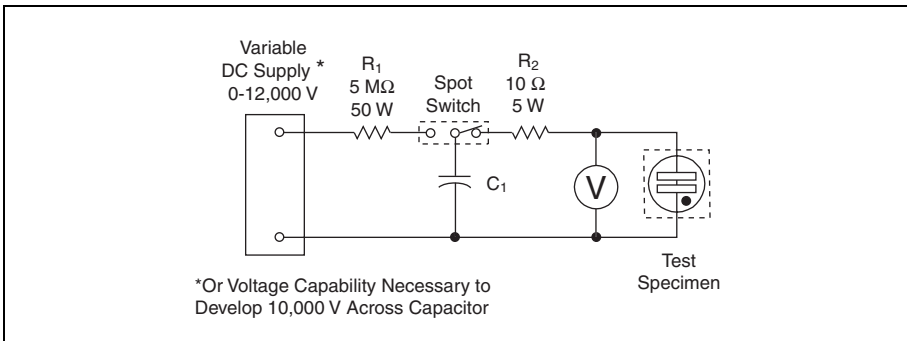 Variable
DC Supply *
0-12,000 V
R1
5 MΩ
50 W
Spot
Switch
R2
10 Ω
5 W
C1
V
Test
Specimen
*Or Voltage Capability Necessary to
Develop 10,000 V Across Capacitor